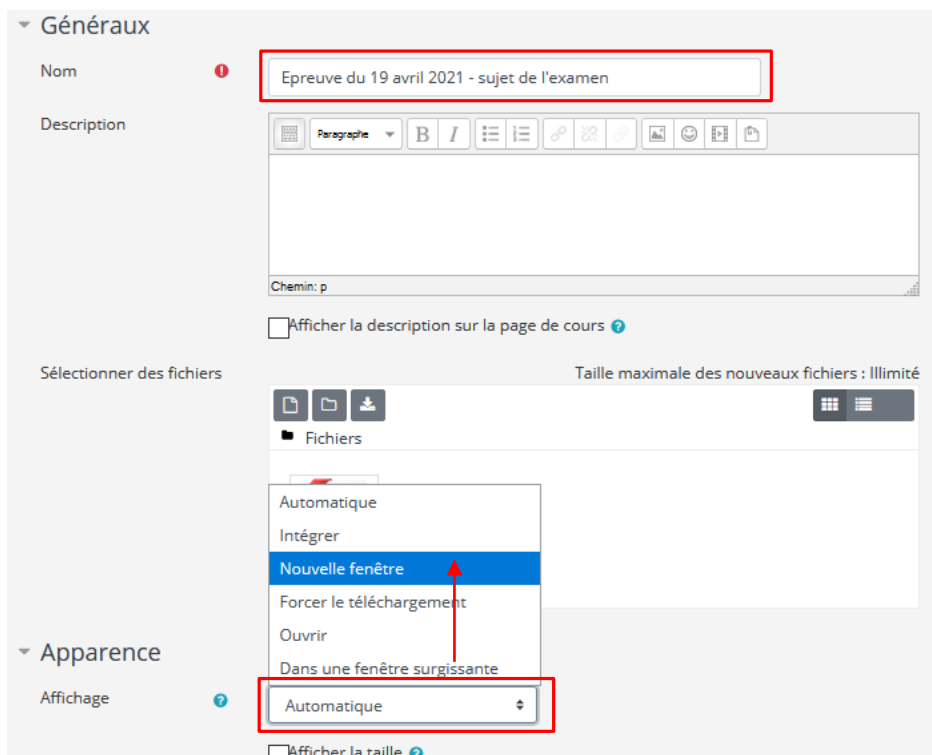 Généraux
Nom
Epreuve du 19 avril 2021 - sujet de l'examen
Description
Paragraphe B I
Chemin: p
Afficher la description sur la page de cours ?
Sélectionner des fichiers Taille maximale des nouveaux fichiers : Illimité
Fichiers
Automatique
Intégrer
Nouvelle fenêtre
Forcer le téléchargement
Ouvrir
Dans une fenêtre surgissante
Apparence
Affichage ? Automatique
Afficher la taille ?